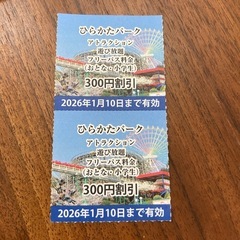 ひらかたパーク
アトラクション
遊び放題
フリーパス料金
(おとな・小学生)
300円割引
2026年1月10日まで有効
ひらかたパーク
アトラクション
遊び放題
フリーパス料金
(おとな・小学生)
300円割引
2026年1月10日まで有効